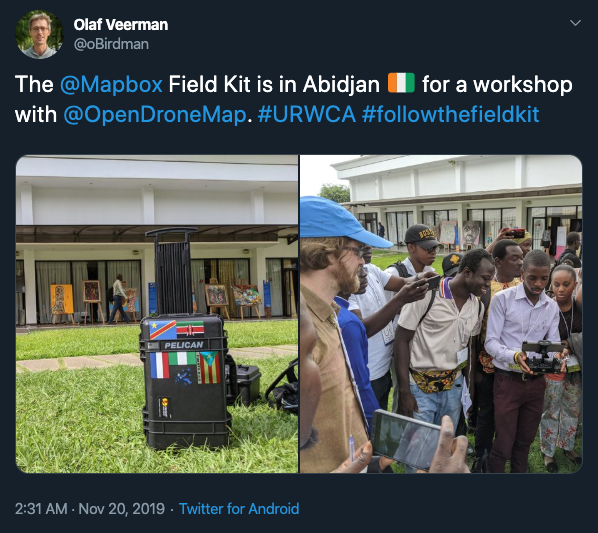 Olaf Veerman
@oBirdman
The @Mapbox Field Kit is in Abidjan 🇨🇮 for a workshop
with @OpenDroneMap. #URWCA #followthefieldkit
PELICAN
2:31 AM · Nov 20, 2019 · Twitter for Android